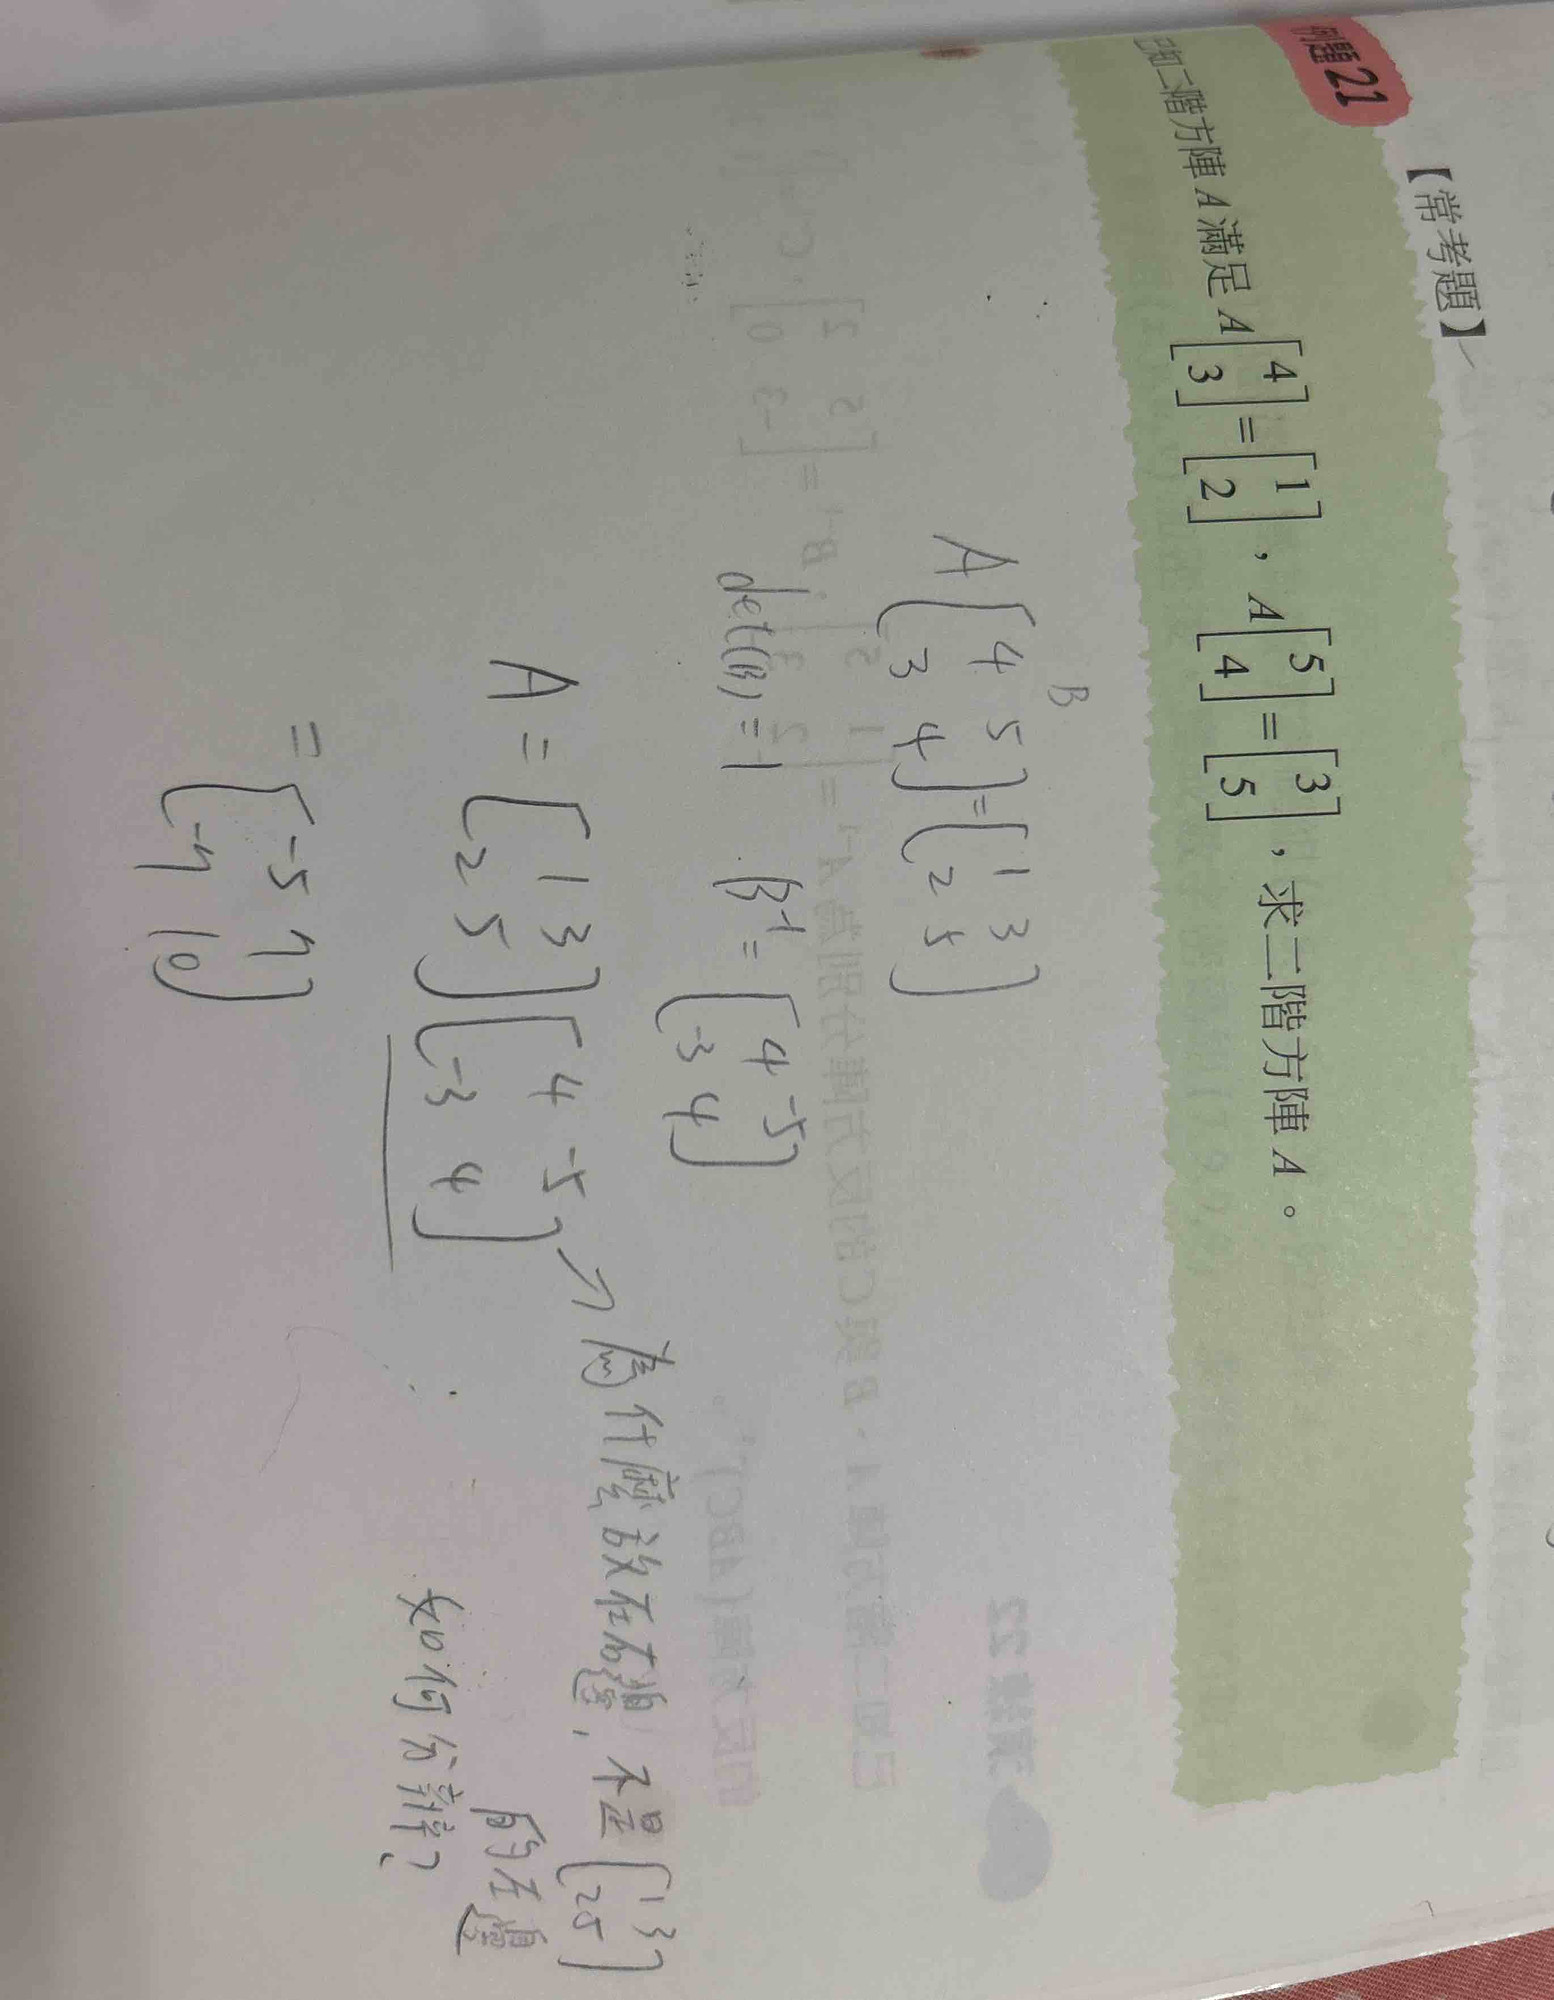 例題21
【常考題】
已知二階方陣 A 滿足 A[4 3] = [1 2]，A[5 4] = [3 5]，求二階方陣 A。
B
A[4 5
3 4] = [1 3
2 5]
det(B) = 1
B⁻¹ = [4 -5
-3 4]
A = [1 3
2 5][4 -5
-3 4]
→ 為什麼放在右邊，不是[1 3
2 5]
的左邊
如何分辨？
= [-5 7
-7 10]